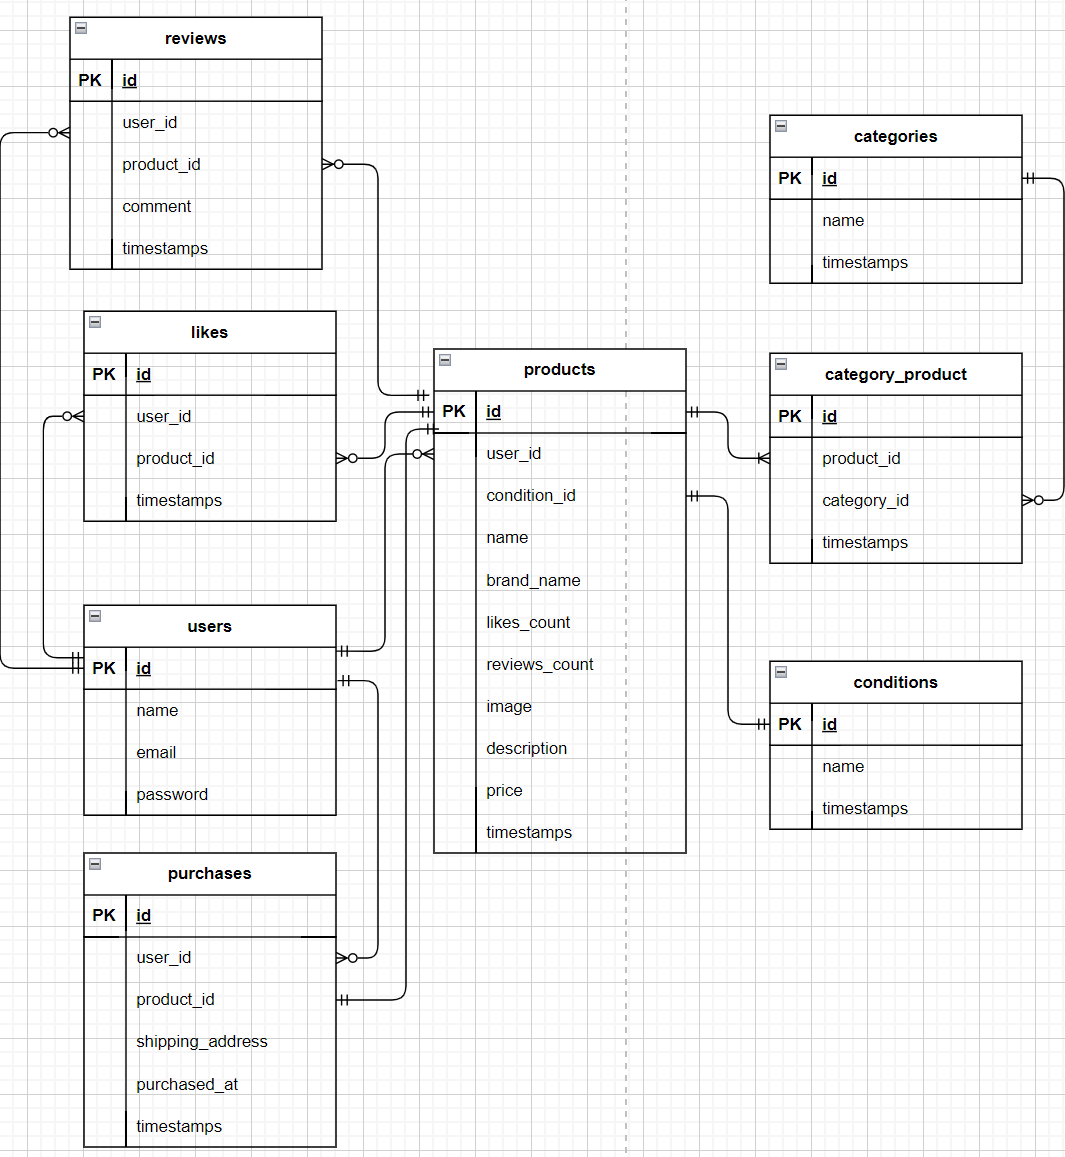 reviews
PK id
user_id
product_id
comment
timestamps
likes
PK id
user_id
product_id
timestamps
users
PK id
name
email
password
purchases
PK id
user_id
product_id
shipping_address
purchased_at
timestamps
products
PK id
user_id
condition_id
name
brand_name
likes_count
reviews_count
image
description
price
timestamps
categories
PK id
name
timestamps
category_product
PK id
product_id
category_id
timestamps
conditions
PK id
name
timestamps